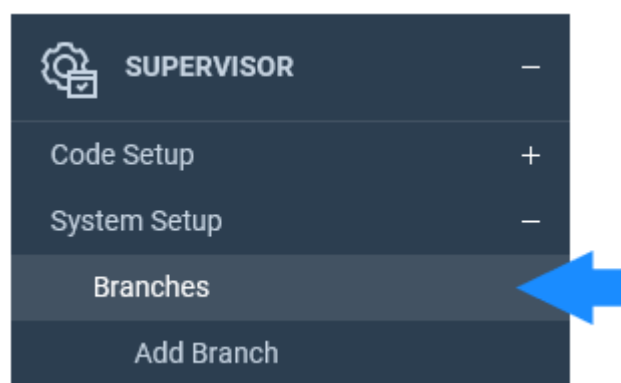 SUPERVISOR –
Code Setup +
System Setup –
Branches
Add Branch